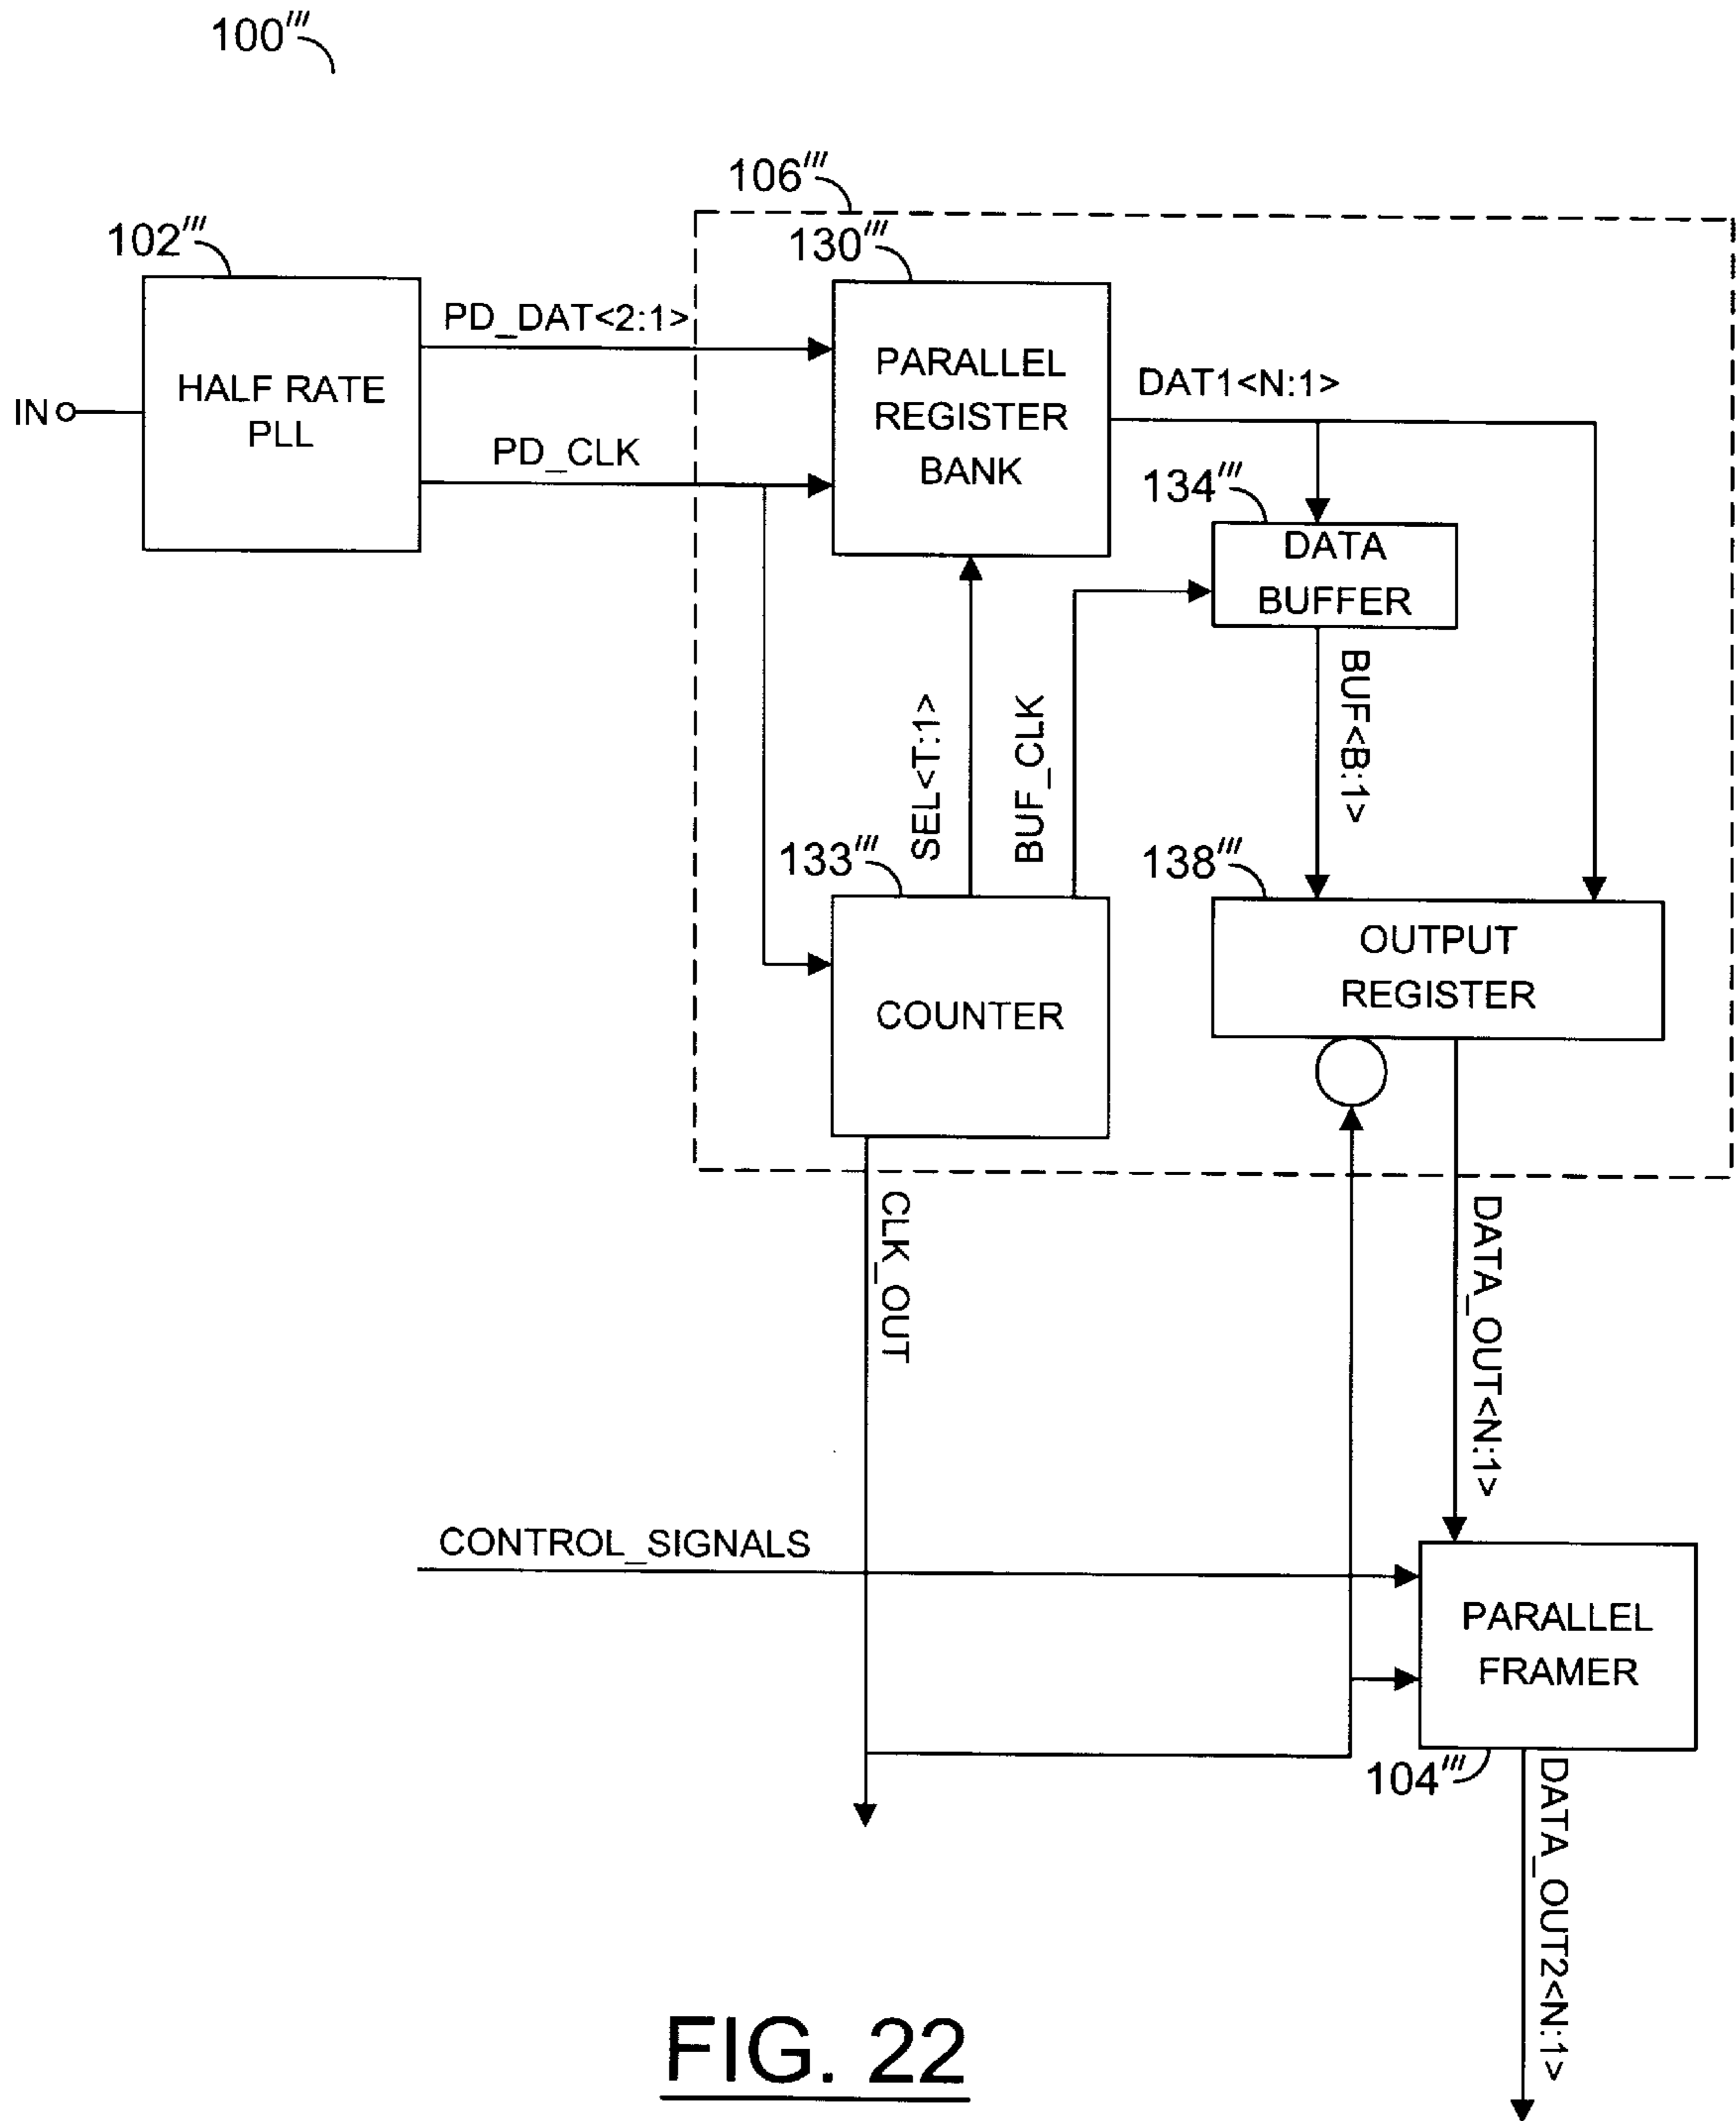 100'''
106'''
102'''
130'''
PD_DAT<2:1>
HALF RATE
PLL
IN
PD_CLK
PARALLEL
REGISTER
BANK
DAT1<N:1>
134'''
DATA
BUFFER
SEL<T:1>
BUF_CLK
BUF<B:1>
133'''
138'''
COUNTER
OUTPUT
REGISTER
CLK_OUT
DATA_OUT<N:1>
CONTROL_SIGNALS
PARALLEL
FRAMER
104'''
DATA_OUT2<N:1>
FIG. 22